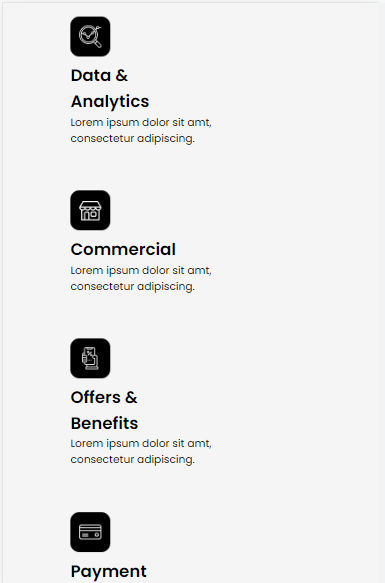 Data &
Analytics
Lorem ipsum dolor sit amt,
consectetur adipiscing.
Commercial
Lorem ipsum dolor sit amt,
consectetur adipiscing.
Offers &
Benefits
Lorem ipsum dolor sit amt,
consectetur adipiscing.
Payment